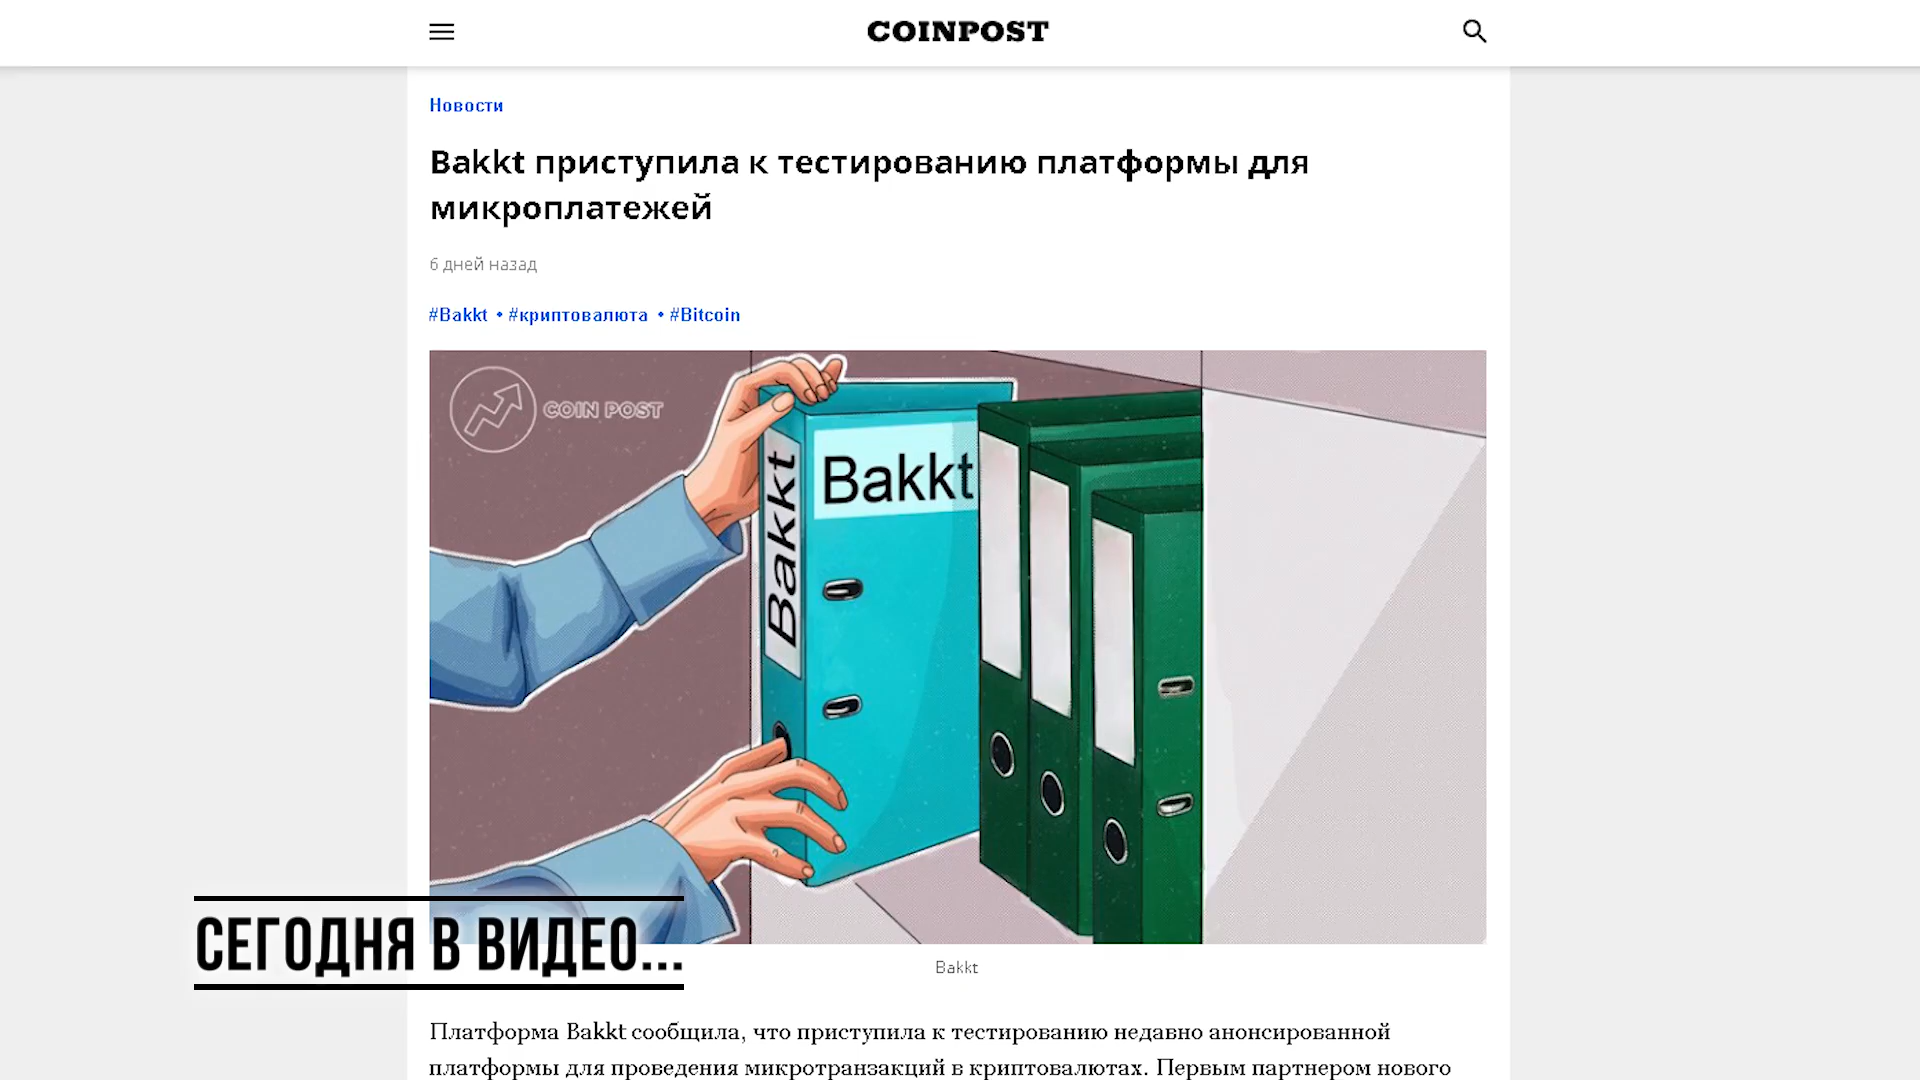 COINPOST
Новости
Bakkt приступила к тестированию платформы для
микроплатежей
6 дней назад
#Bakkt • #криптовалюта • #Bitcoin
COIN POST
Bakkt
Bakkt
СЕГОДНЯ В ВИДЕО...
Bakkt
Платформа Bakkt сообщила, что приступила к тестированию недавно анонсированной
платформы для проведения микротранзакций в криптовалютах. Первым партнером нового